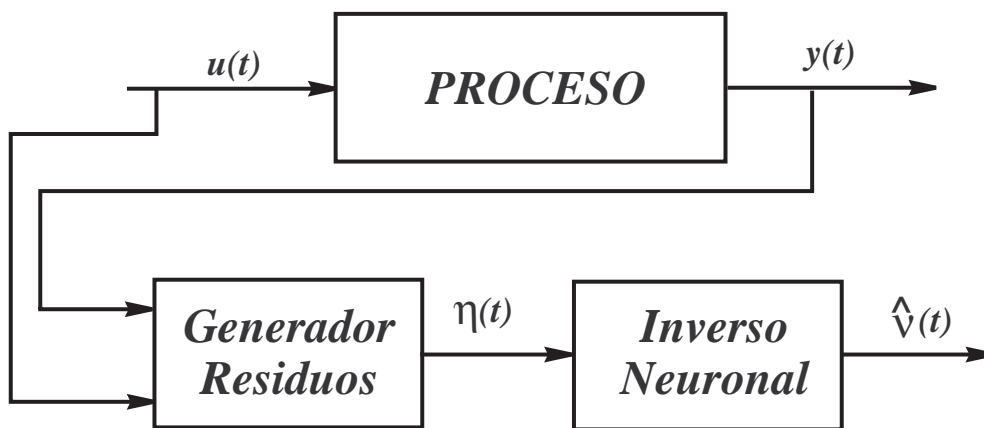 u(t)
PROCESO
y(t)
Generador
Residuos
η(t)
Inverso
Neuronal
ν̂(t)